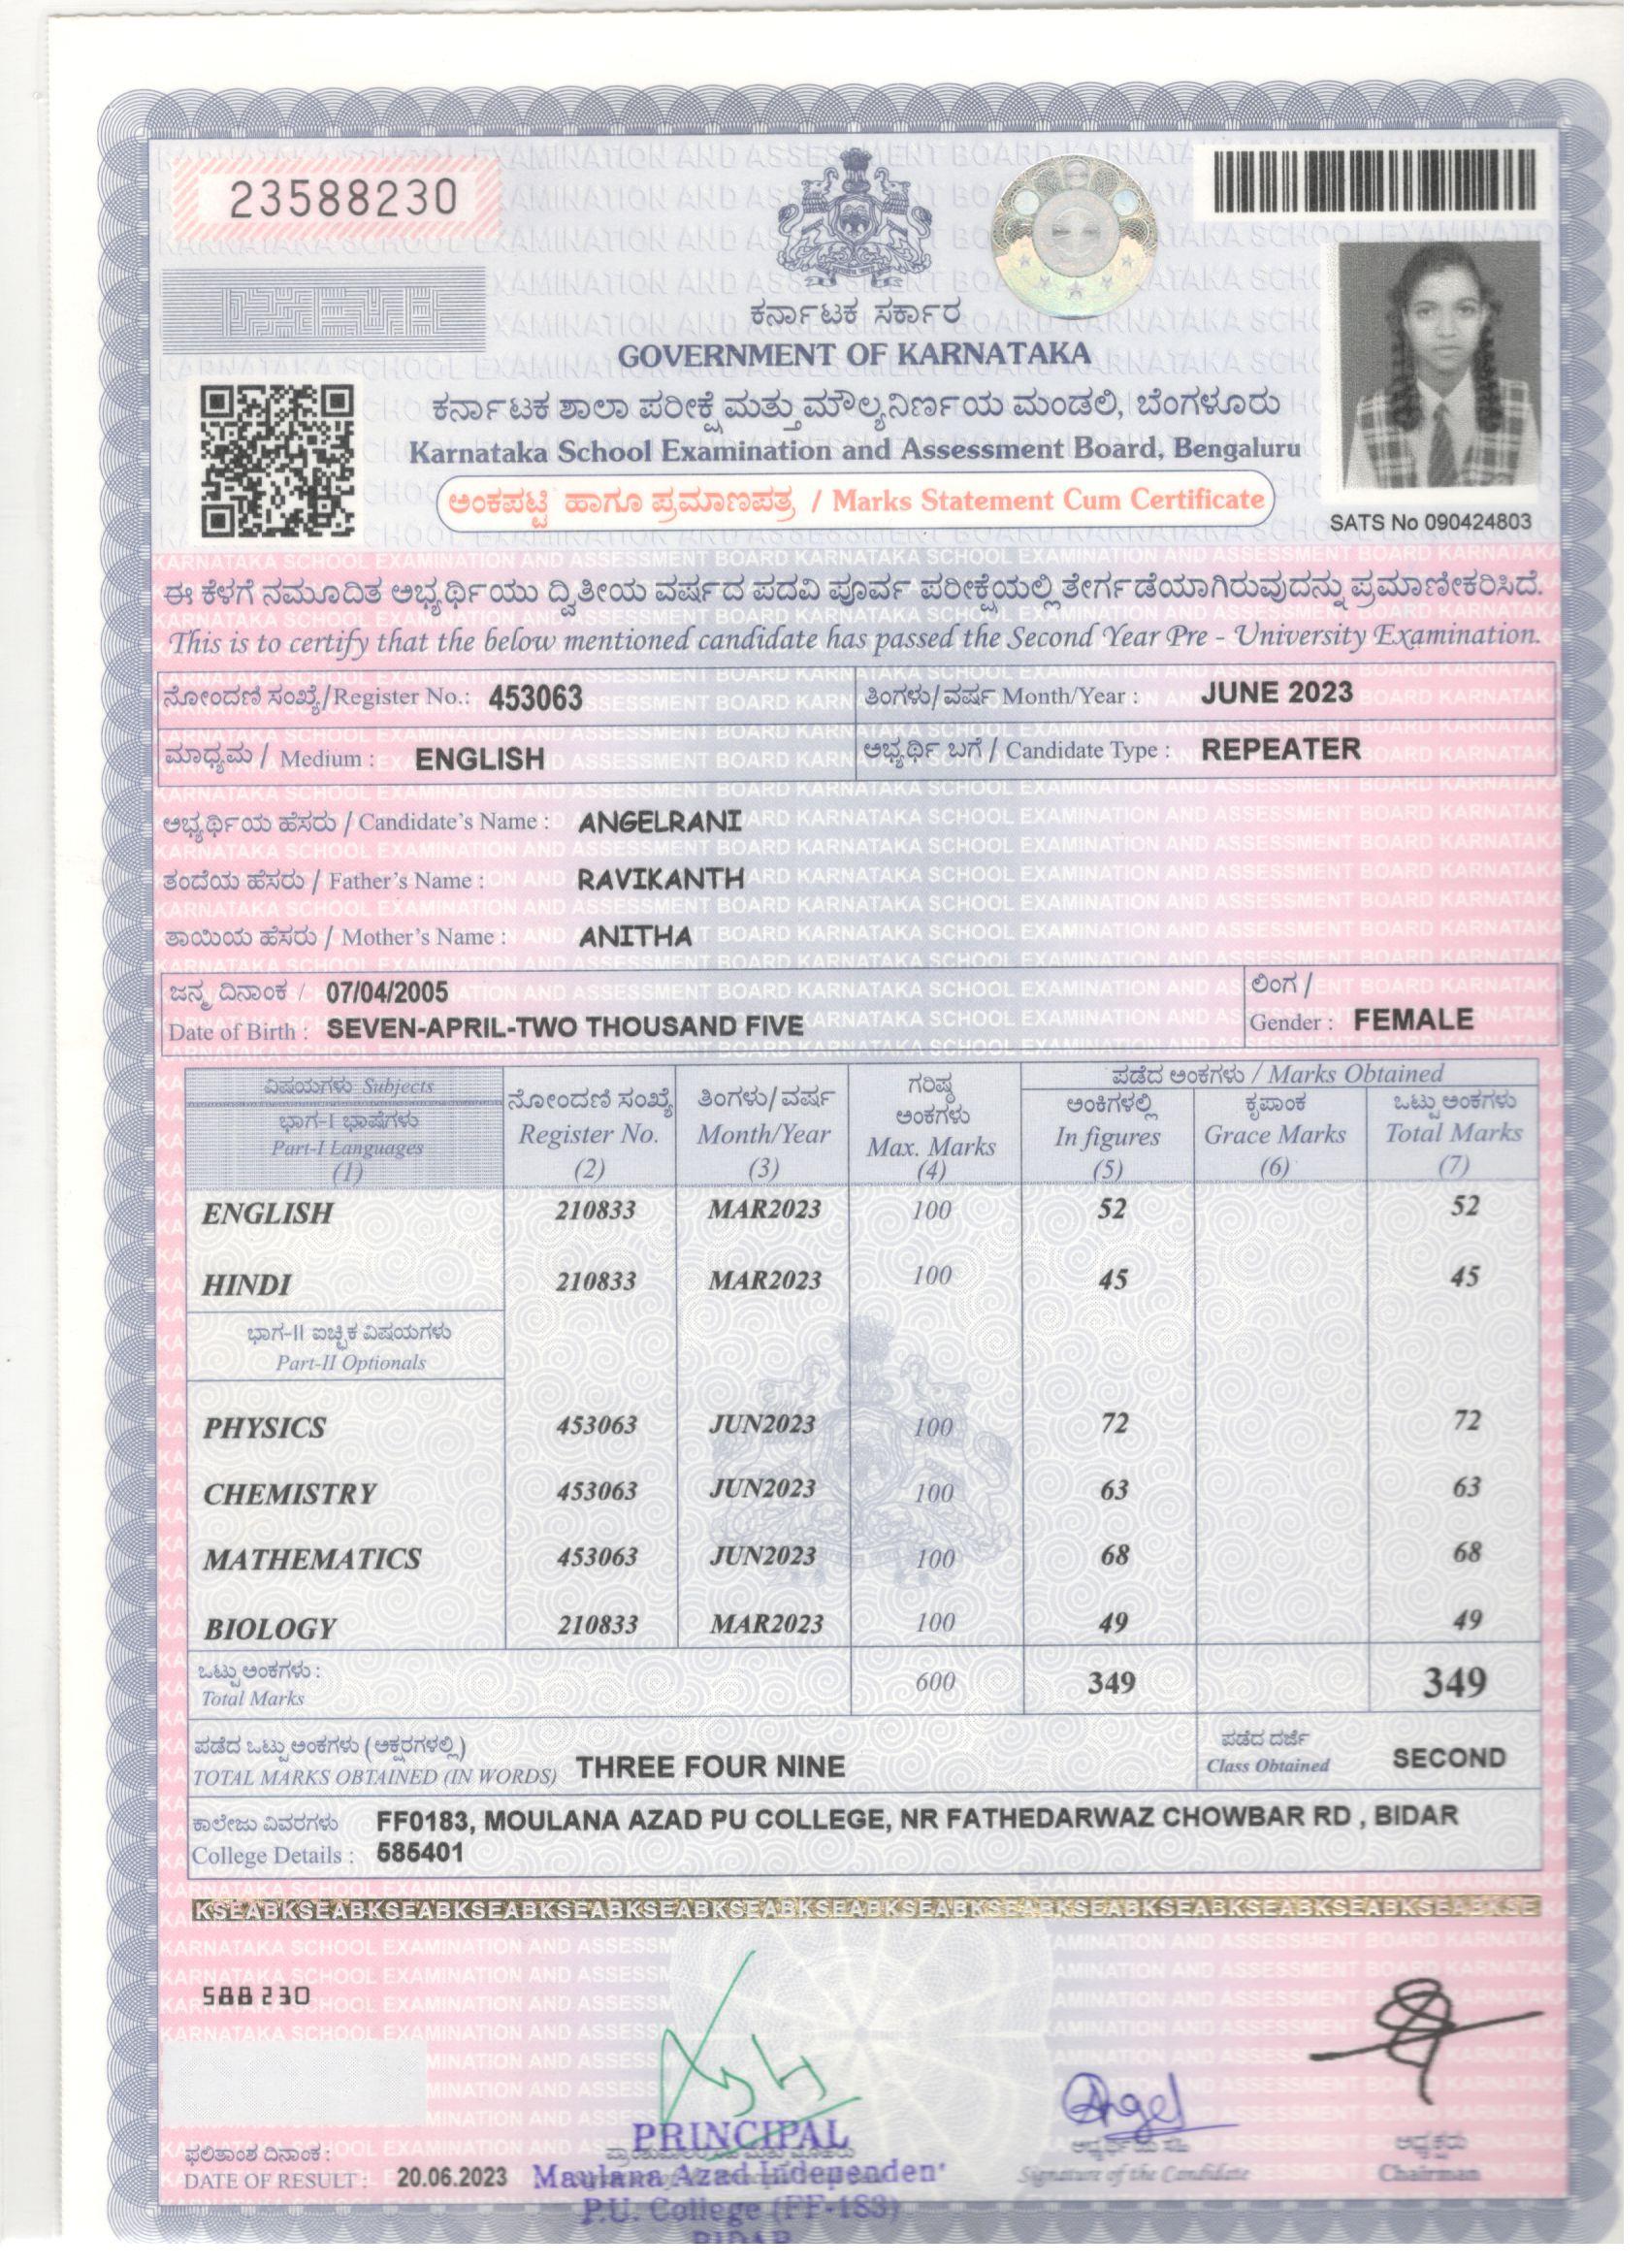 23588230
ಕರ್ನಾಟಕ ಸರ್ಕಾರ
GOVERNMENT OF KARNATAKA
ಕರ್ನಾಟಕ ಶಾಲಾ ಪರೀಕ್ಷೆ ಮತ್ತು ಮೌಲ್ಯನಿರ್ಣಯ ಮಂಡಲಿ, ಬೆಂಗಳೂರು
Karnataka School Examination and Assessment Board, Bengaluru
ಅಂಕಪಟ್ಟಿ ಹಾಗೂ ಪ್ರಮಾಣಪತ್ರ / Marks Statement Cum Certificate
SATS No 090424803
ಈ ಕೆಳಗೆ ನಮೂದಿತ ಅಭ್ಯರ್ಥಿಯು ದ್ವಿತೀಯ ವರ್ಷದ ಪದವಿ ಪೂರ್ವ ಪರೀಕ್ಷೆಯಲ್ಲಿ ತೇರ್ಗಡೆಯಾಗಿರುವುದನ್ನು ಪ್ರಮಾಣೀಕರಿಸಿದೆ.
This is to certify that the below mentioned candidate has passed the Second Year Pre - University Examination.
ನೋಂದಣಿ ಸಂಖ್ಯೆ/Register No.: 453063 ತಿಂಗಳು/ವರ್ಷ Month/Year : JUNE 2023
ಮಾಧ್ಯಮ / Medium : ENGLISH ಅಭ್ಯರ್ಥಿ ಬಗೆ / Candidate Type : REPEATER
ಅಭ್ಯರ್ಥಿಯ ಹೆಸರು / Candidate's Name : ANGELRANI
ತಂದೆಯ ಹೆಸರು / Father's Name : RAVIKANTH
ತಾಯಿಯ ಹೆಸರು / Mother's Name : ANITHA
ಜನ್ಮ ದಿನಾಂಕ / 07/04/2005 ಲಿಂಗ /
Date of Birth : SEVEN-APRIL-TWO THOUSAND FIVE Gender : FEMALE
ವಿಷಯಗಳು Subjects ನೋಂದಣಿ ಸಂಖ್ಯೆ ತಿಂಗಳು/ವರ್ಷ ಗರಿಷ್ಠ ಅಂಕಗಳು ಪಡೆದ ಅಂಕಗಳು / Marks Obtained
ಭಾಗ-I ಭಾಷೆಗಳು ಅಂಕಿಗಳಲ್ಲಿ ಕೃಪಾಂಕ ಒಟ್ಟು ಅಂಕಗಳು
Part-I Languages Register No. Month/Year Max. Marks In figures Grace Marks Total Marks
(1) (2) (3) (4) (5) (6) (7)
ENGLISH 210833 MAR2023 100 52 52
HINDI 210833 MAR2023 100 45 45
ಭಾಗ-II ಐಚ್ಛಿಕ ವಿಷಯಗಳು
Part-II Optionals
PHYSICS 453063 JUN2023 100 72 72
CHEMISTRY 453063 JUN2023 100 63 63
MATHEMATICS 453063 JUN2023 100 68 68
BIOLOGY 210833 MAR2023 100 49 49
ಒಟ್ಟು ಅಂಕಗಳು :
Total Marks 600 349 349
ಪಡೆದ ಒಟ್ಟು ಅಂಕಗಳು (ಅಕ್ಷರಗಳಲ್ಲಿ) ಪಡೆದ ದರ್ಜೆ
TOTAL MARKS OBTAINED (IN WORDS) THREE FOUR NINE Class Obtained SECOND
ಕಾಲೇಜು ವಿವರಗಳು FF0183, MOULANA AZAD PU COLLEGE, NR FATHEDARWAZ CHOWBAR RD , BIDAR
College Details : 585401
KSEABKSEABKSEABKSEABKSEABKSEABKSEABKSEABKSEABKSEABKSEABKSEABKSEABKSEABKSEABKSE
588230
Angel
PRINCIPAL
ಫಲಿತಾಂಶ ದಿನಾಂಕ : ಅಭ್ಯರ್ಥಿಯ ಸಹಿ ಅಧ್ಯಕ್ಷರು
DATE OF RESULT : 20.06.2023 Maulana Azad Independen Signature of the Candidate Chairman
P.U. College (FF-183)
BIDAR